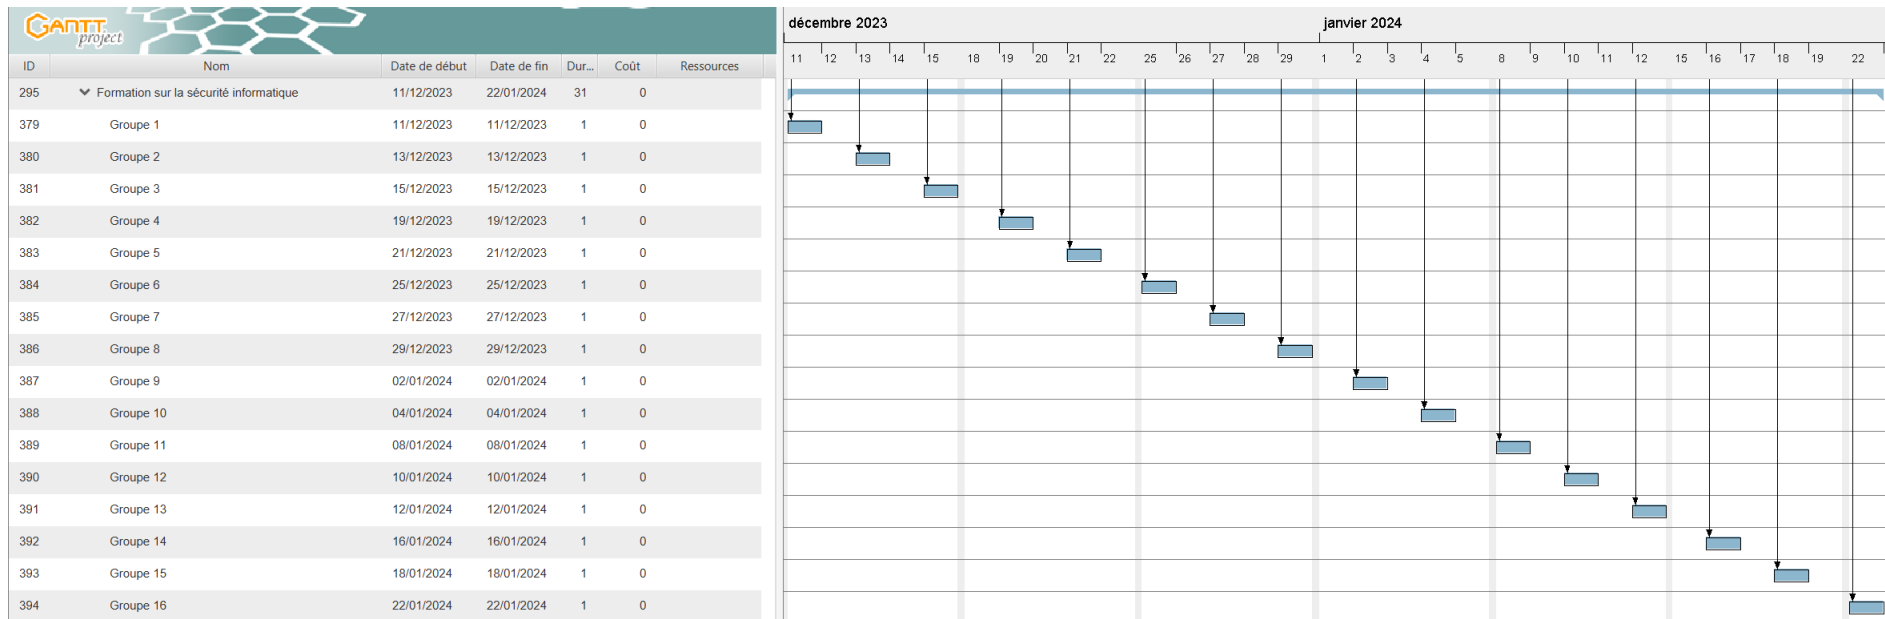 GANTT
project
décembre 2023 janvier 2024
11 12 13 14 15 18 19 20 21 22 25 26 27 28 29 1 2 3 4 5 8 9 10 11 12 15 16 17 18 19 22
ID Nom Date de début Date de fin Dur... Coût Ressources
295 Formation sur la sécurité informatique 11/12/2023 22/01/2024 31 0
379 Groupe 1 11/12/2023 11/12/2023 1 0
380 Groupe 2 13/12/2023 13/12/2023 1 0
381 Groupe 3 15/12/2023 15/12/2023 1 0
382 Groupe 4 19/12/2023 19/12/2023 1 0
383 Groupe 5 21/12/2023 21/12/2023 1 0
384 Groupe 6 25/12/2023 25/12/2023 1 0
385 Groupe 7 27/12/2023 27/12/2023 1 0
386 Groupe 8 29/12/2023 29/12/2023 1 0
387 Groupe 9 02/01/2024 02/01/2024 1 0
388 Groupe 10 04/01/2024 04/01/2024 1 0
389 Groupe 11 08/01/2024 08/01/2024 1 0
390 Groupe 12 10/01/2024 10/01/2024 1 0
391 Groupe 13 12/01/2024 12/01/2024 1 0
392 Groupe 14 16/01/2024 16/01/2024 1 0
393 Groupe 15 18/01/2024 18/01/2024 1 0
394 Groupe 16 22/01/2024 22/01/2024 1 0